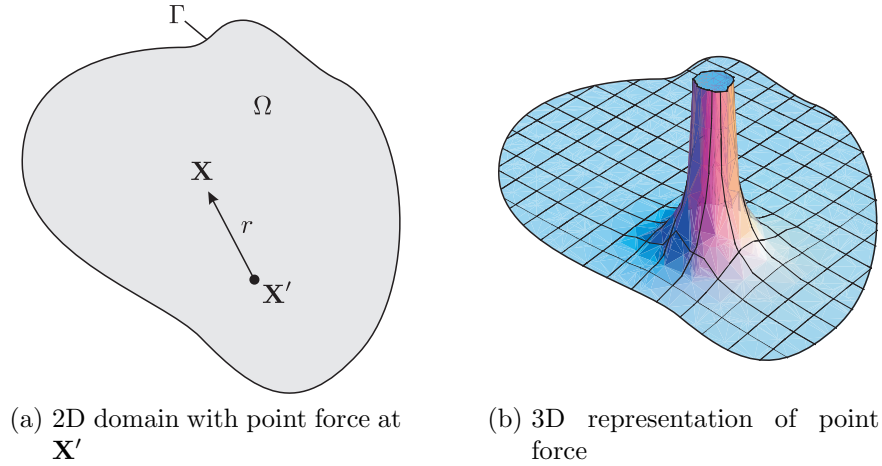 Γ
Ω
X
r
X′
(a) 2D domain with point force at
X′
(b) 3D representation of point
force